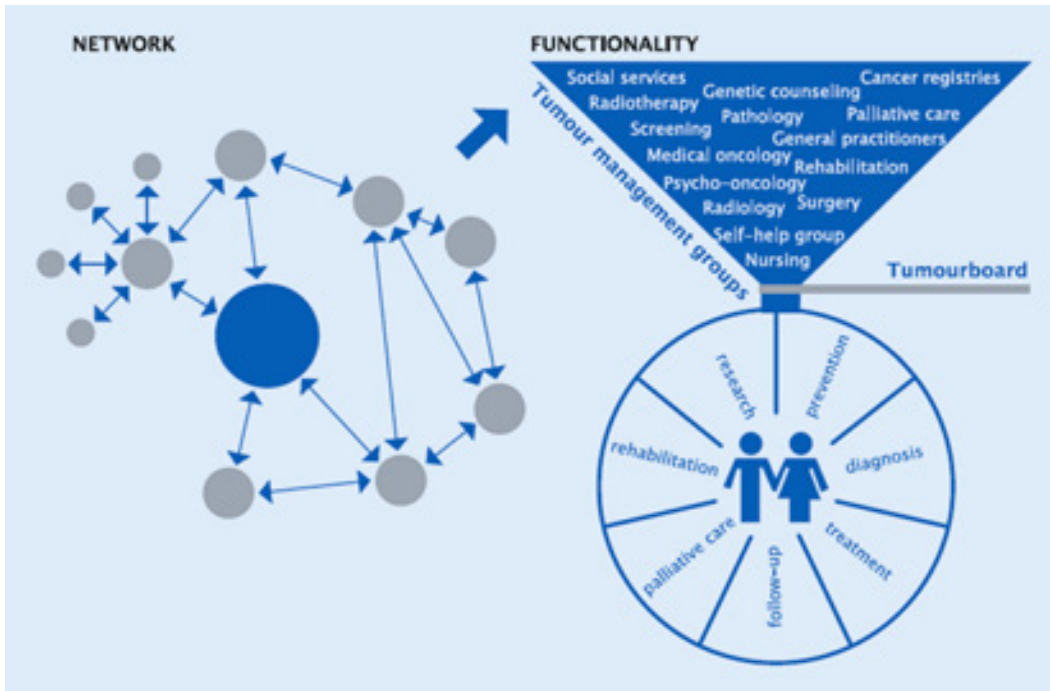 NETWORK
FUNCTIONALITY
Social services
Cancer registries
Genetic counseling
Radiotherapy
Pathology
Palliative care
Screening
General practitioners
Medical oncology
Rehabilitation
Psycho-oncology
Radiology
Surgery
Self-help group
Nursing
Tumour management groups
Tumourboard
research
prevention
rehabilitation
diagnosis
palliative care
treatment
follow-up